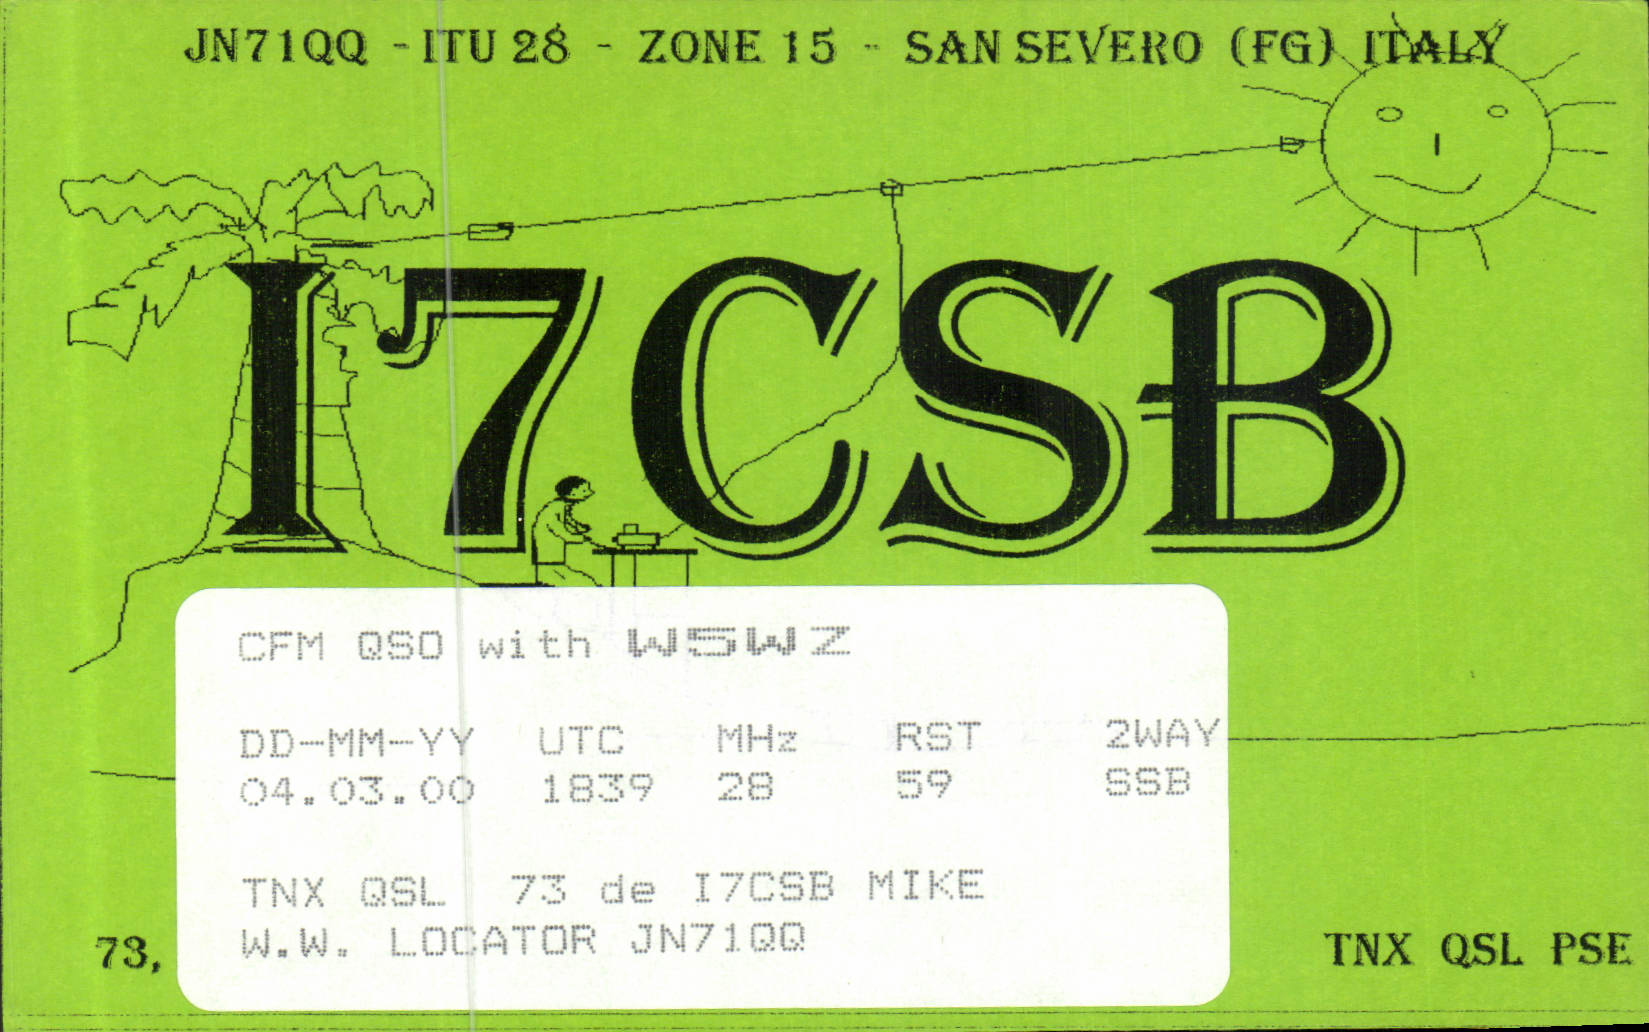 JN71QQ - ITU 28 - ZONE 15 - SAN SEVERO (FG) ITALY
I7CSB
CFM QSO with W5WZ
DD-MM-YY UTC MHz RST 2WAY
04.03.00 1839 28 59 SSB
TNX QSL 73 de I7CSB MIKE
W.W. LOCATOR JN71QQ
73, TNX QSL PSE